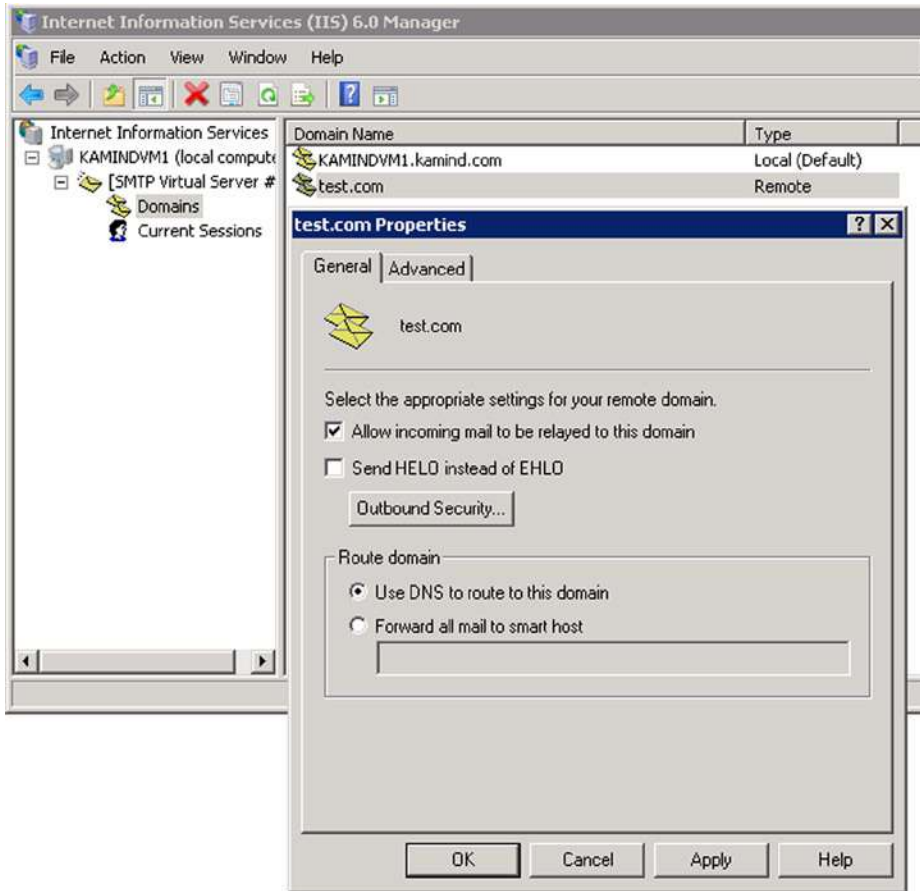 Internet Information Services (IIS) 6.0 Manager
File Action View Window Help
Internet Information Services
KAMINDVM1 (local compute
[SMTP Virtual Server #
Domains
Current Sessions
Domain Name Type
KAMINDVM1.kamind.com Local (Default)
test.com Remote
test.com Properties
General Advanced
test.com
Select the appropriate settings for your remote domain.
Allow incoming mail to be relayed to this domain
Send HELO instead of EHLO
Outbound Security...
Route domain
Use DNS to route to this domain
Forward all mail to smart host
OK Cancel Apply Help